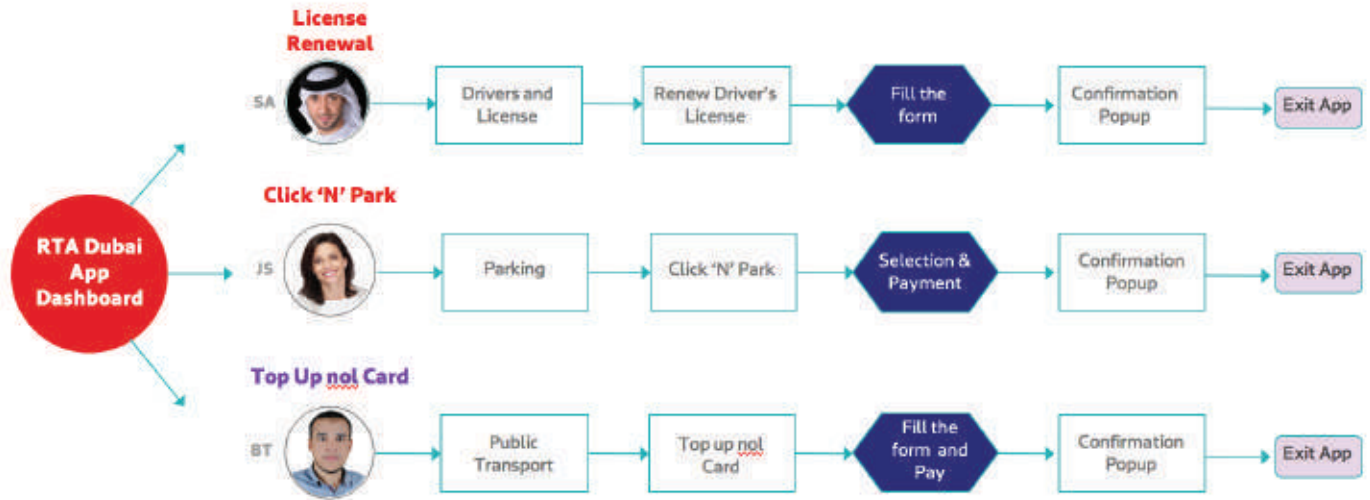 License
Renewal
SA
Drivers and
License
Renew Driver's
License
Fill the
form
Confirmation
Popup
Exit App
RTA Dubai
App
Dashboard
Click ‘N’ Park
JS
Parking
Click ‘N’ Park
Selection &
Payment
Confirmation
Popup
Exit App
Top Up nol Card
BT
Public
Transport
Top up nol
Card
Fill the
form and
Pay
Confirmation
Popup
Exit App